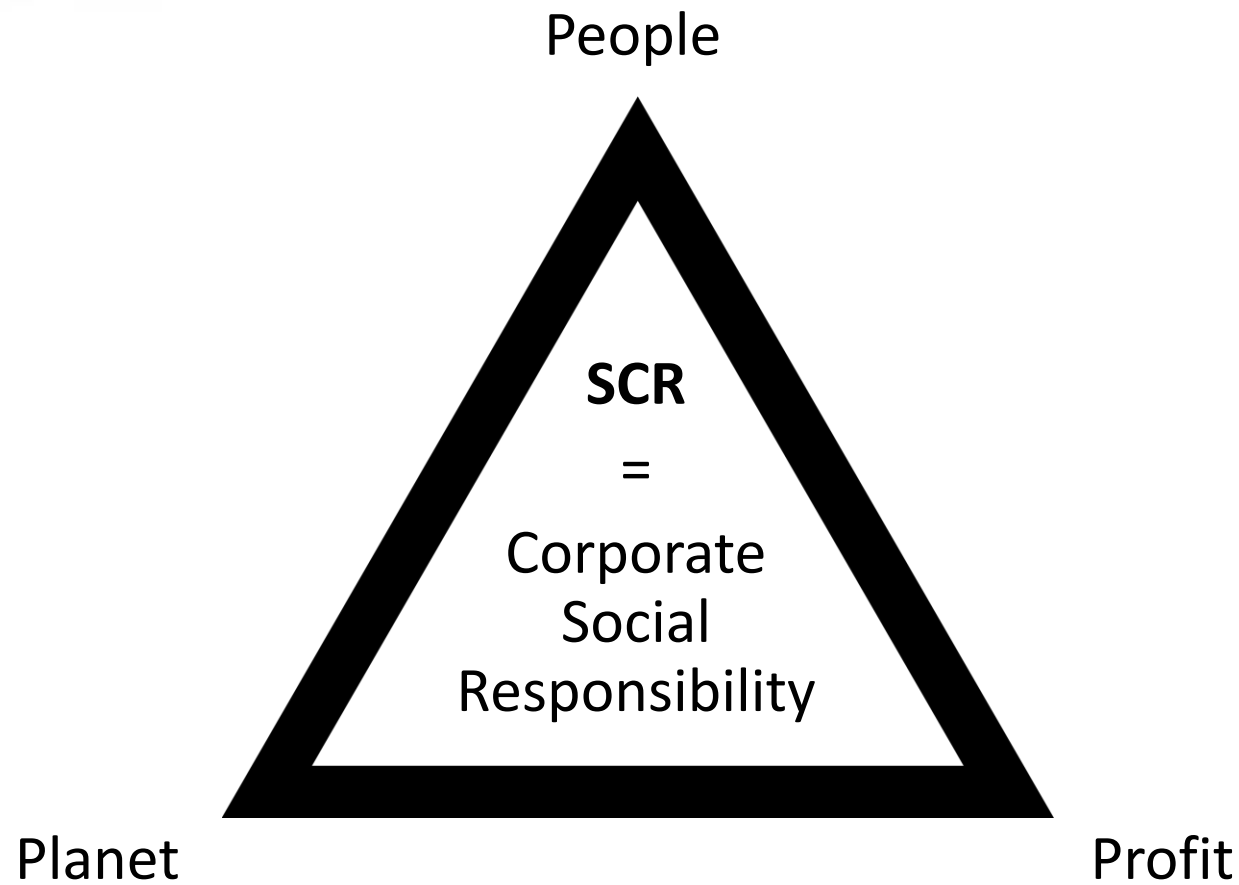 People
SCR
=
Corporate
Social
Responsibility
Planet
Profit